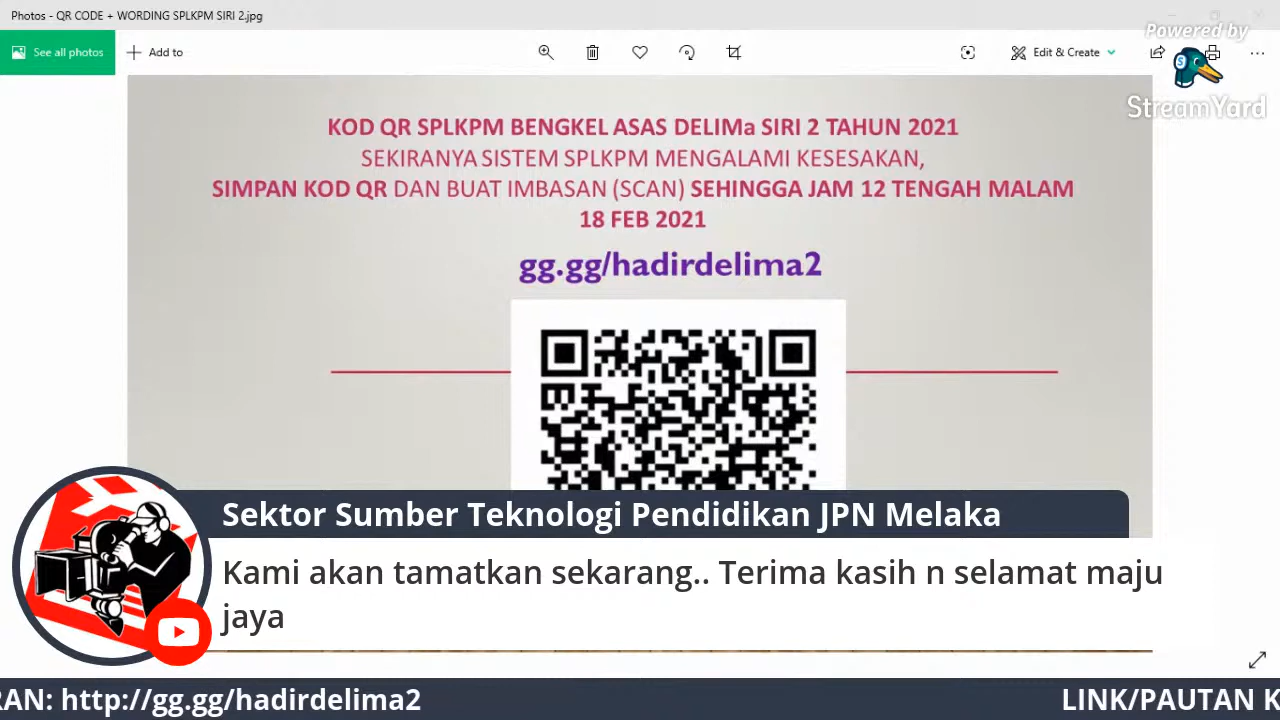 Photos - QR CODE + WORDING SPLKPM SIRI 2.jpg
See all photos
Add to
Edit & Create
Powered by
StreamYard
KOD QR SPLKPM BENGKEL ASAS DELIMa SIRI 2 TAHUN 2021
SEKIRANYA SISTEM SPLKPM MENGALAMI KESESAKAN,
SIMPAN KOD QR DAN BUAT IMBASAN (SCAN) SEHINGGA JAM 12 TENGAH MALAM
18 FEB 2021
gg.gg/hadirdelima2
Sektor Sumber Teknologi Pendidikan JPN Melaka
Kami akan tamatkan sekarang.. Terima kasih n selamat maju
jaya
RAN: http://gg.gg/hadirdelima2
LINK/PAUTAN K